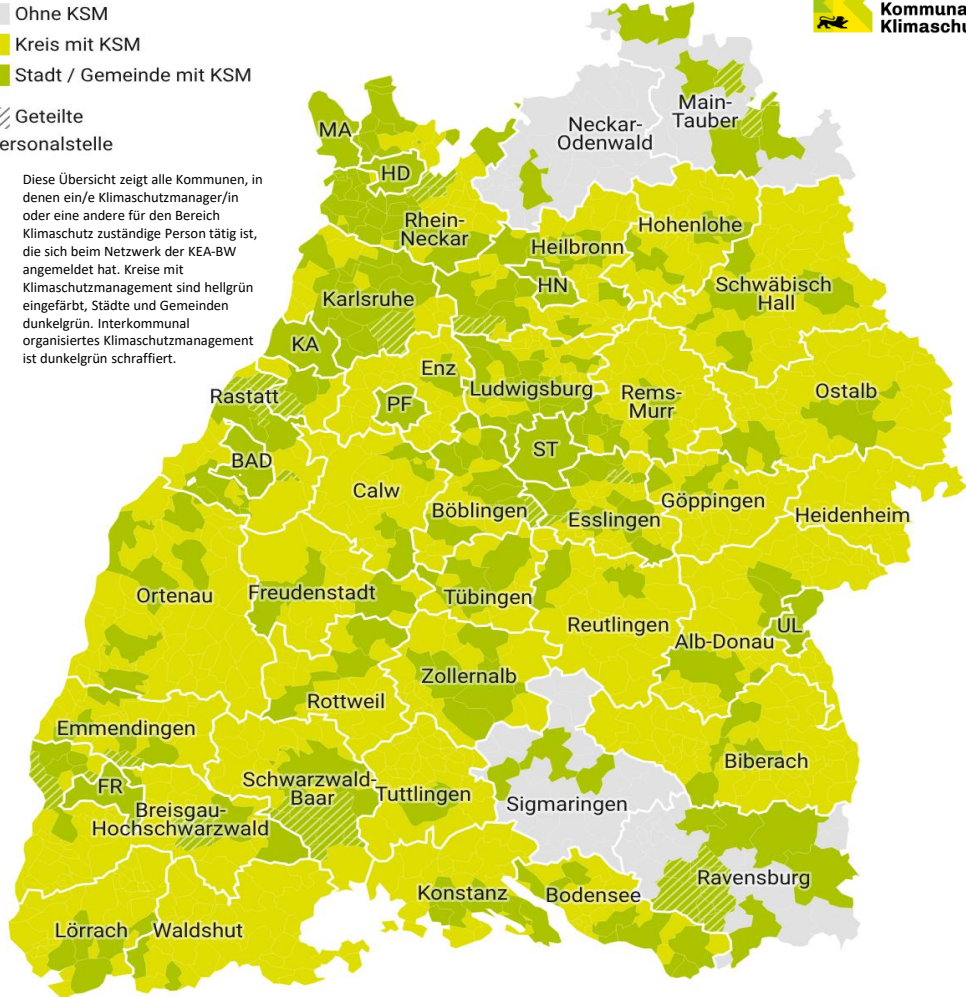 Ohne KSM
Kreis mit KSM
Stadt / Gemeinde mit KSM
Geteilte
ersonalstelle
Diese Übersicht zeigt alle Kommunen, in
denen ein/e Klimaschutzmanager/in
oder eine andere für den Bereich
Klimaschutz zuständige Person tätig ist,
die sich beim Netzwerk der KEA-BW
angemeldet hat. Kreise mit
Klimaschutzmanagement sind hellgrün
eingefärbt, Städte und Gemeinden
dunkelgrün. Interkommunal
organisiertes Klimaschutzmanagement
ist dunkelgrün schraffiert.
Kommuna
Klimaschu
MA
Neckar-
Odenwald
Main-
Tauber
HD
Rhein-
Neckar
Heilbronn
Hohenlohe
HN
Karlsruhe
Schwäbisch
Hall
KA
Enz
Ludwigsburg
Rems-
Murr
Ostalb
Rastatt
PF
ST
BAD
Calw
Böblingen
Esslingen
Göppingen
Heidenheim
Ortenau
Freudenstadt
Tübingen
Reutlingen
Alb-Donau
UL
Zollernalb
Rottweil
Emmendingen
Biberach
FR
Breisgau-
Hochschwarzwald
Schwarzwald-
Baar
Tuttlingen
Sigmaringen
Ravensburg
Konstanz
Bodensee
Lörrach
Waldshut